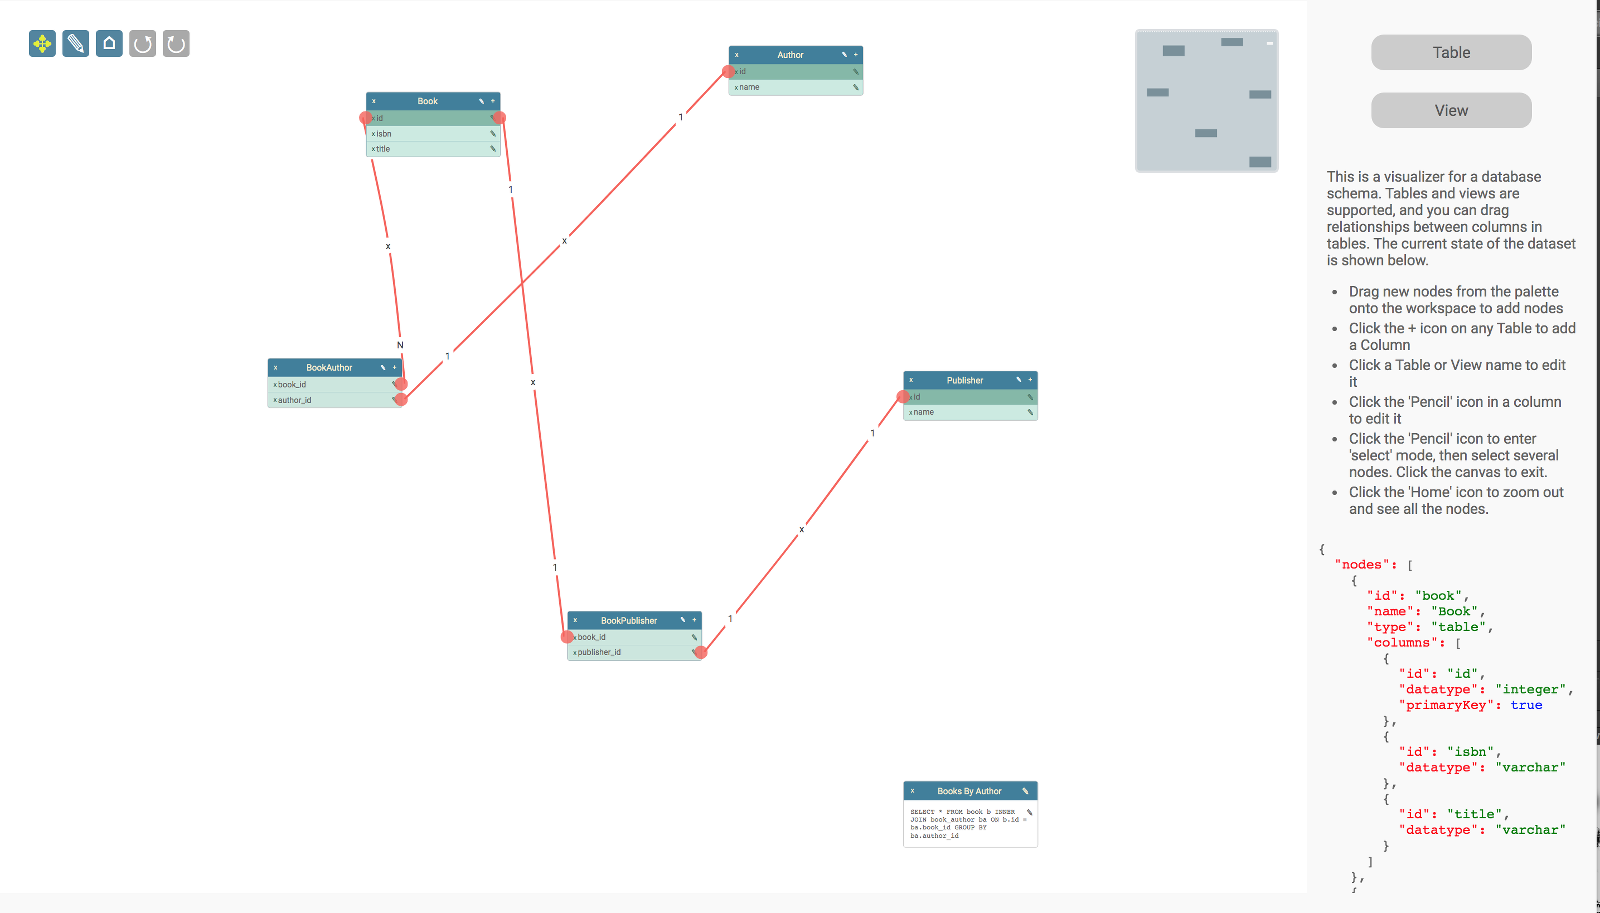 x Author +
x id
x name
x Book +
x id
x isbn
x title
1
1
x
x
N
1
x
x BookAuthor +
x book_id
x author_id
x Publisher +
x id
x name
1
x
1
1
x BookPublisher +
x book_id
x publisher_id
x Books By Author
SELECT * FROM book b INNER
JOIN book_author ba ON b.id =
ba.book_id GROUP BY
ba.author_id
Table
View
This is a visualizer for a database
schema. Tables and views are
supported, and you can drag
relationships between columns in
tables. The current state of the dataset
is shown below.
• Drag new nodes from the palette
onto the workspace to add nodes
• Click the + icon on any Table to add
a Column
• Click a Table or View name to edit
it
• Click the 'Pencil' icon in a column
to edit it
• Click the 'Pencil' icon to enter
'select' mode, then select several
nodes. Click the canvas to exit.
• Click the 'Home' icon to zoom out
and see all the nodes.
{
"nodes": [
{
"id": "book",
"name": "Book",
"type": "table",
"columns": [
{
"id": "id",
"datatype": "integer",
"primaryKey": true
},
{
"id": "isbn",
"datatype": "varchar"
},
{
"id": "title",
"datatype": "varchar"
}
]
},
{